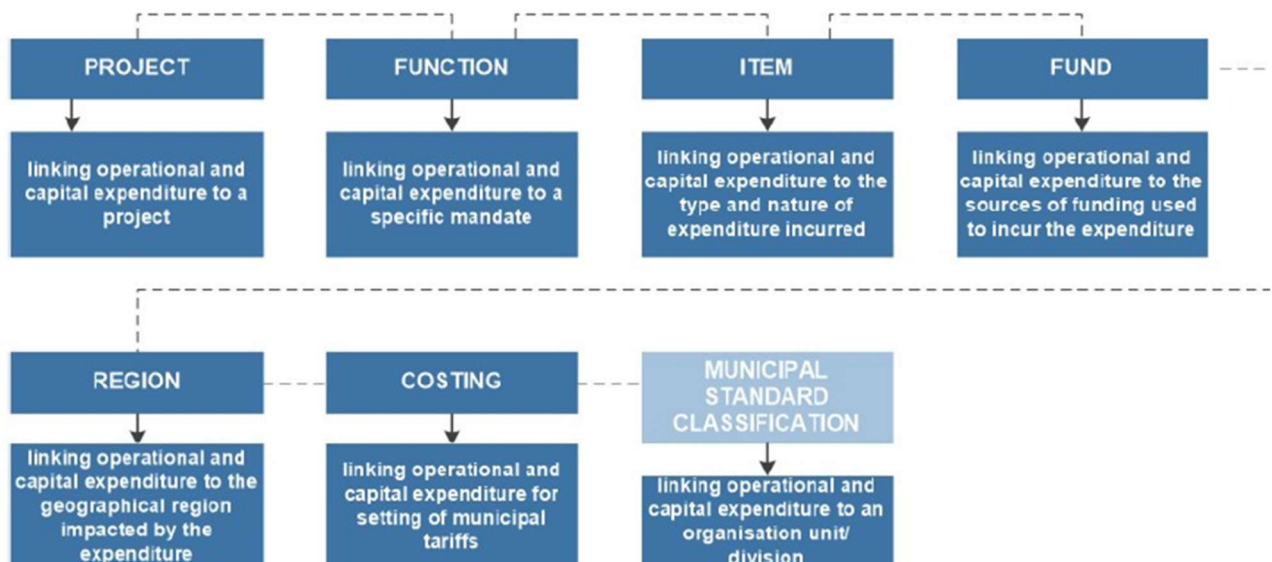 PROJECT
FUNCTION
ITEM
FUND
linking operational and
capital expenditure to a
project
linking operational and
capital expenditure to a
specific mandate
linking operational and
capital expenditure to the
type and nature of
expenditure incurred
linking operational and
capital expenditure to the
sources of funding used
to incur the expenditure
REGION
COSTING
MUNICIPAL
STANDARD
CLASSIFICATION
linking operational and
capital expenditure to the
geographical region
impacted by the
expenditure
linking operational and
capital expenditure for
setting of municipal
tariffs
linking operational and
capital expenditure to an
organisation unit/
division